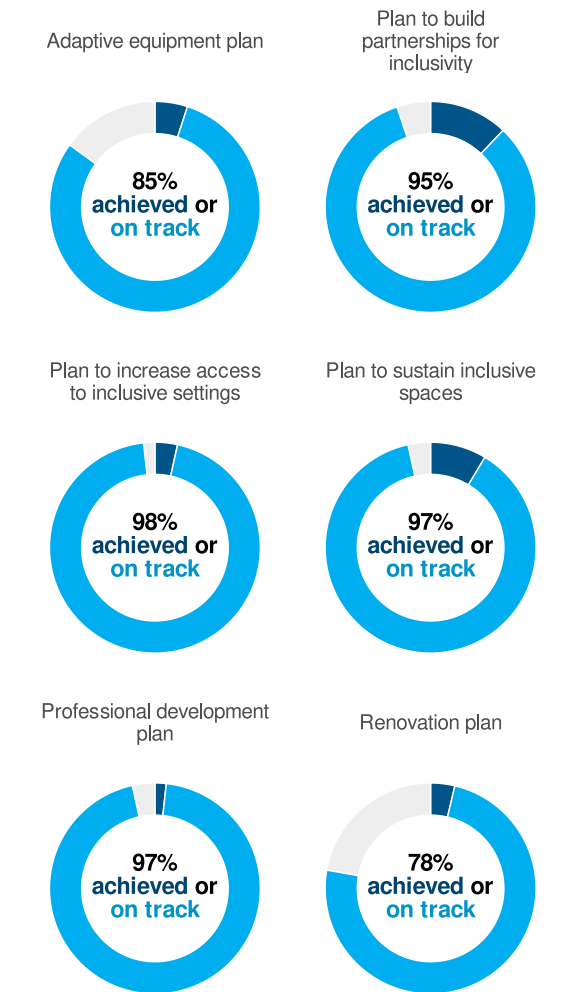 Adaptive equipment plan
85%
achieved or
on track
Plan to build
partnerships for
inclusivity
95%
achieved or
on track
Plan to increase access
to inclusive settings
98%
achieved or
on track
Plan to sustain inclusive
spaces
97%
achieved or
on track
Professional development
plan
97%
achieved or
on track
Renovation plan
78%
achieved or
on track